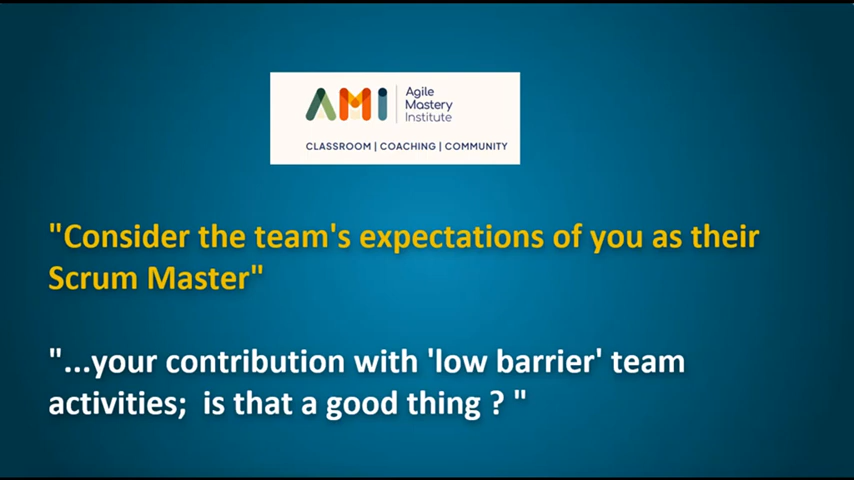 AMi
Agile
Mastery
Institute
CLASSROOM | COACHING | COMMUNITY
"Consider the team's expectations of you as their
Scrum Master"
"...your contribution with 'low barrier' team
activities;  is that a good thing ? "